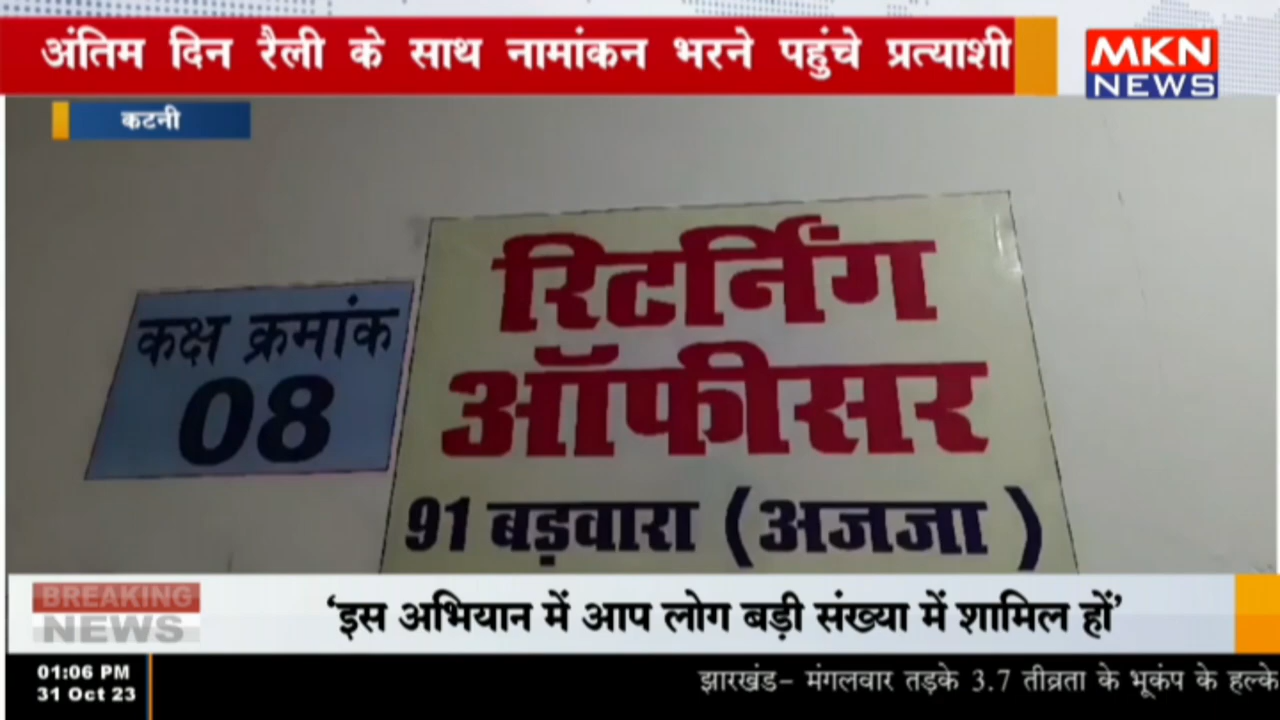 अंतिम दिन रैली के साथ नामांकन भरने पहुंचे प्रत्याशी
MKN
NEWS
कटनी
कक्ष क्रमांक
08
रिटर्निंग
ऑफीसर
91 बड़वारा (अजजा)
BREAKING
NEWS
‘इस अभियान में आप लोग बड़ी संख्या में शामिल हों’
01:06 PM
31 Oct 23
झारखंड– मंगलवार तड़के 3.7 तीव्रता के भूकंप के हल्के